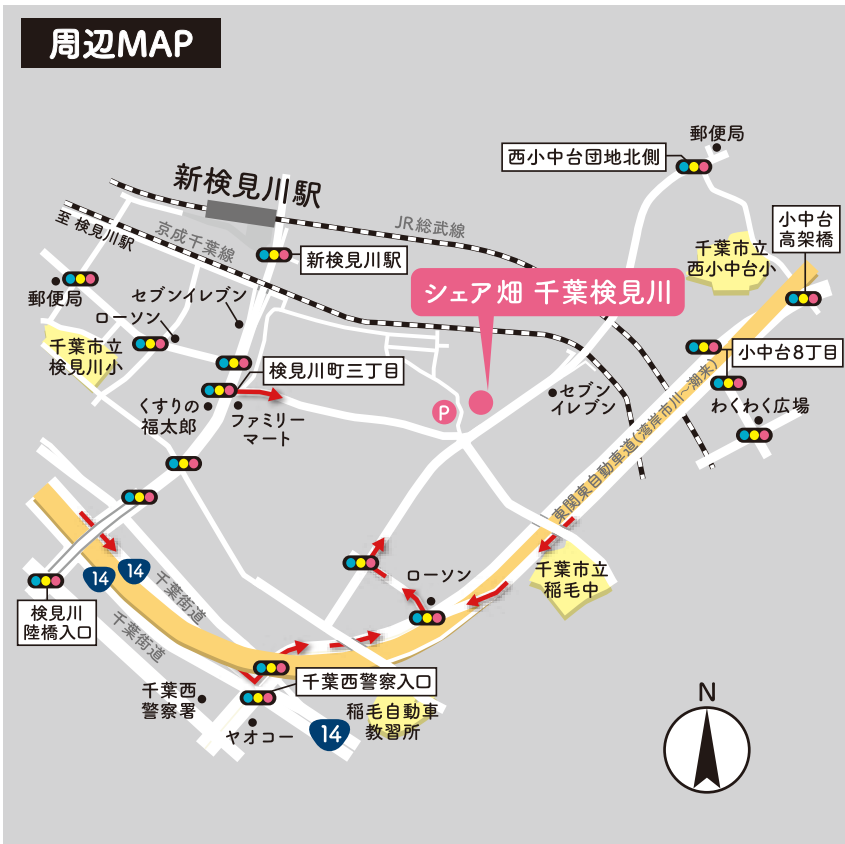 周辺MAP
郵便局
西小中台団地北側
新検見川駅
小中台
高架橋
JR総武線
至 検見川駅
京成千葉線
千葉市立
西小中台小
新検見川駅
シェア畑 千葉検見川
郵便局
セブンイレブン
ローソン
千葉市立
検見川小
小中台8丁目
検見川町三丁目
セブン
イレブン
わくわく広場
くすりの
福太郎
ファミリー
マート
P
東関東自動車道(湾岸市川〜潮来)
14
14
千葉街道
ローソン
千葉市立
稲毛中
検見川
陸橋入口
千葉街道
千葉西警察入口
千葉西
警察署
稲毛自動車
教習所
ヤオコー
14
N